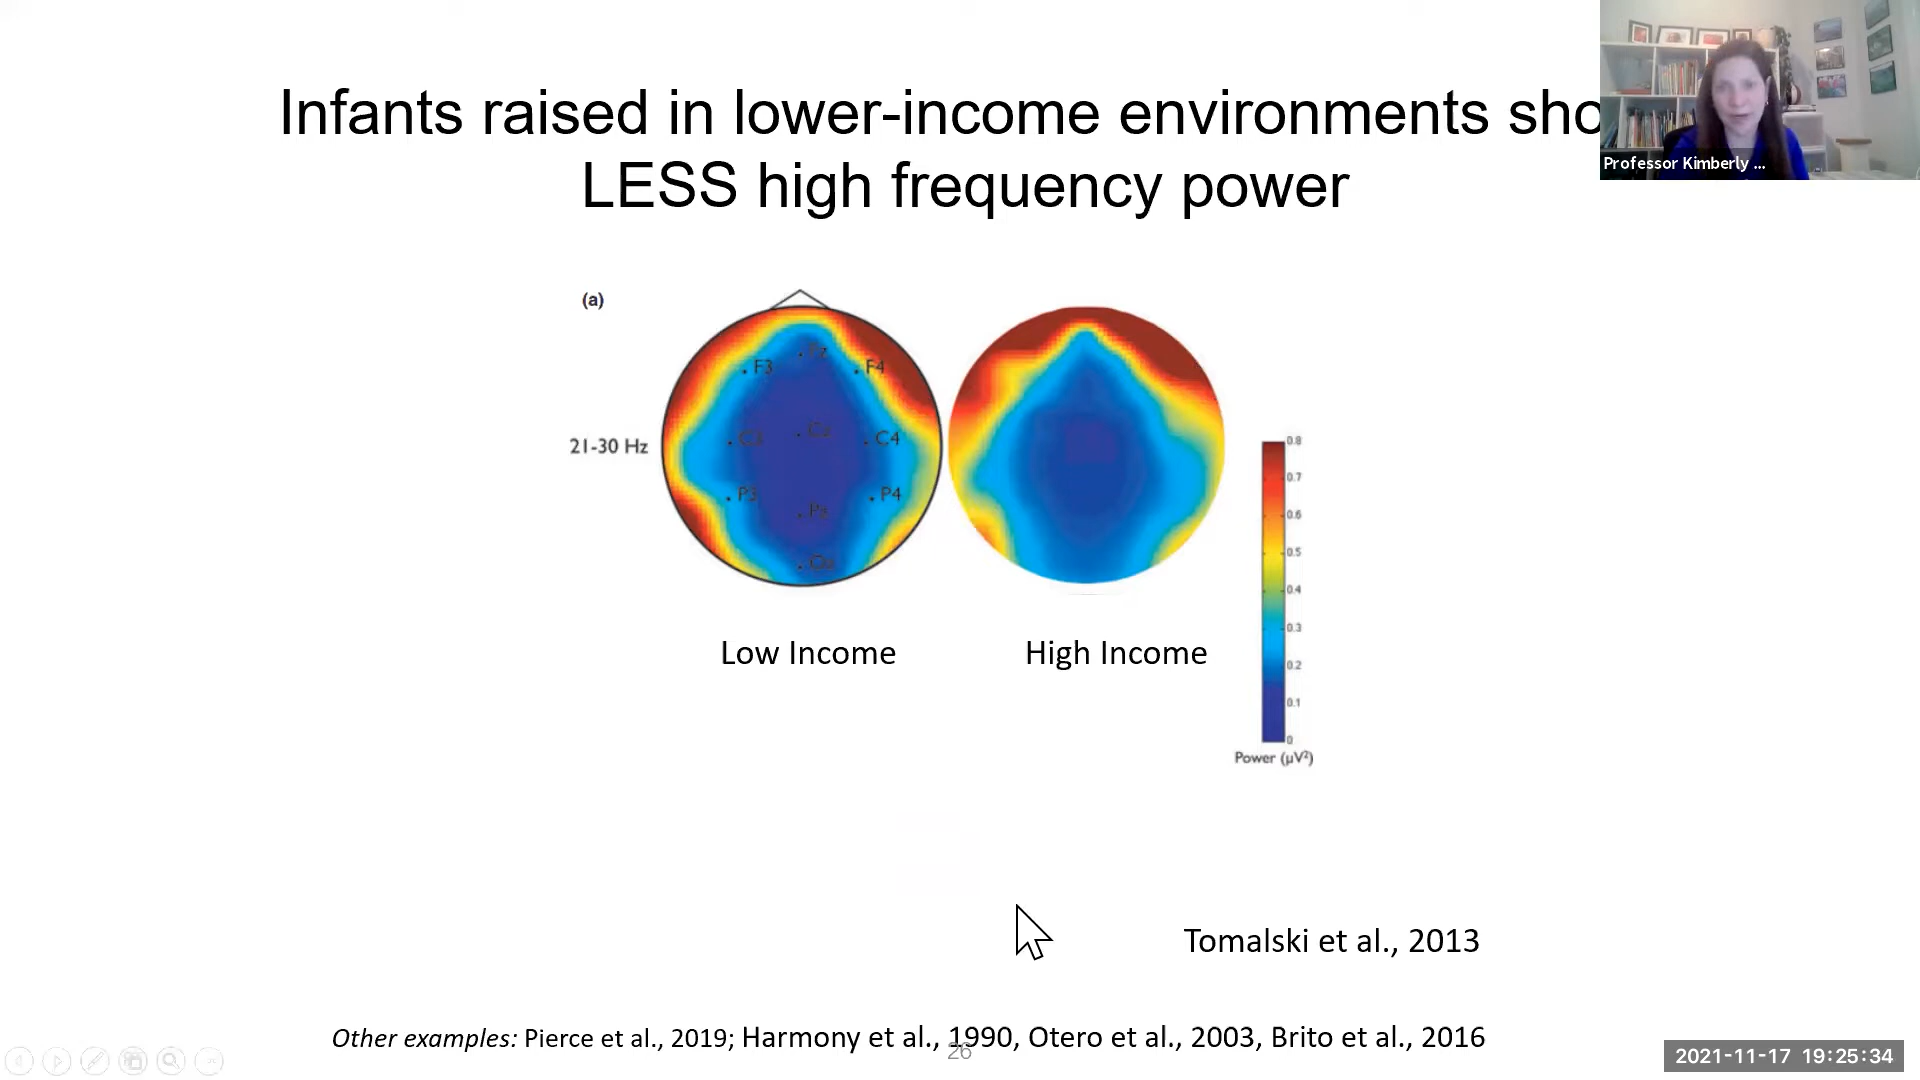 Infants raised in lower-income environments sho
LESS high frequency power
Professor Kimberly ...
(a)
Fz
F3
F4
21-30 Hz
C3
Cz
C4
P3
P4
Pz
Low Income
High Income
0.8
0.7
0.6
0.5
0.4
0.3
0.2
0.1
0
Power (µV²)
Tomalski et al., 2013
Other examples: Pierce et al., 2019; Harmony et al., 1990, Otero et al., 2003, Brito et al., 2016
26
2021-11-17 19:25:34